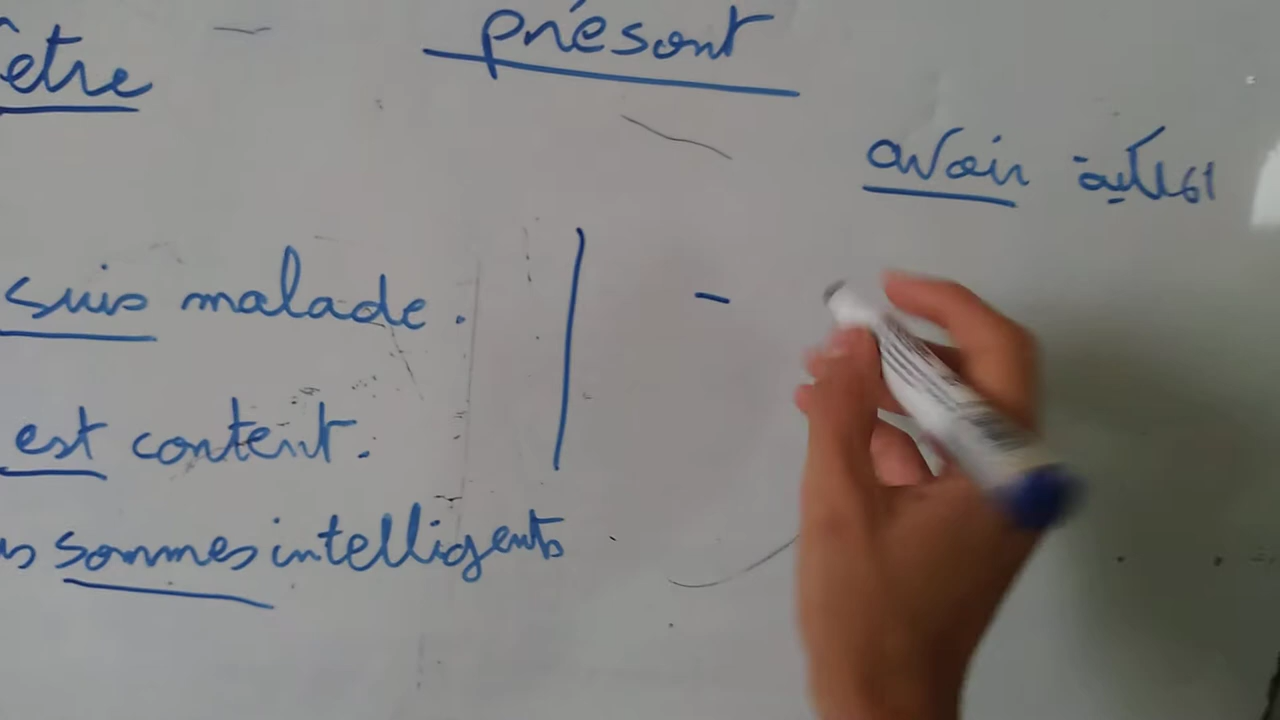 être
présent
avoir الملكية
suis malade.
est content.
sommes intelligents